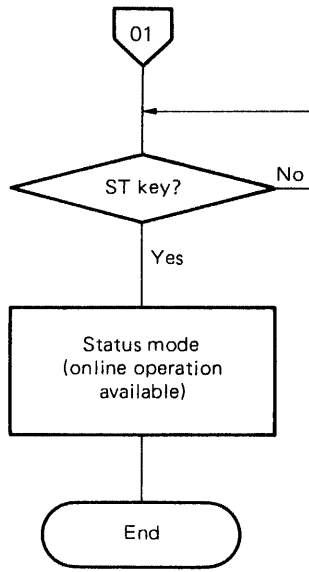 01
ST key?
No
Yes
Status mode
(online operation
available)
End